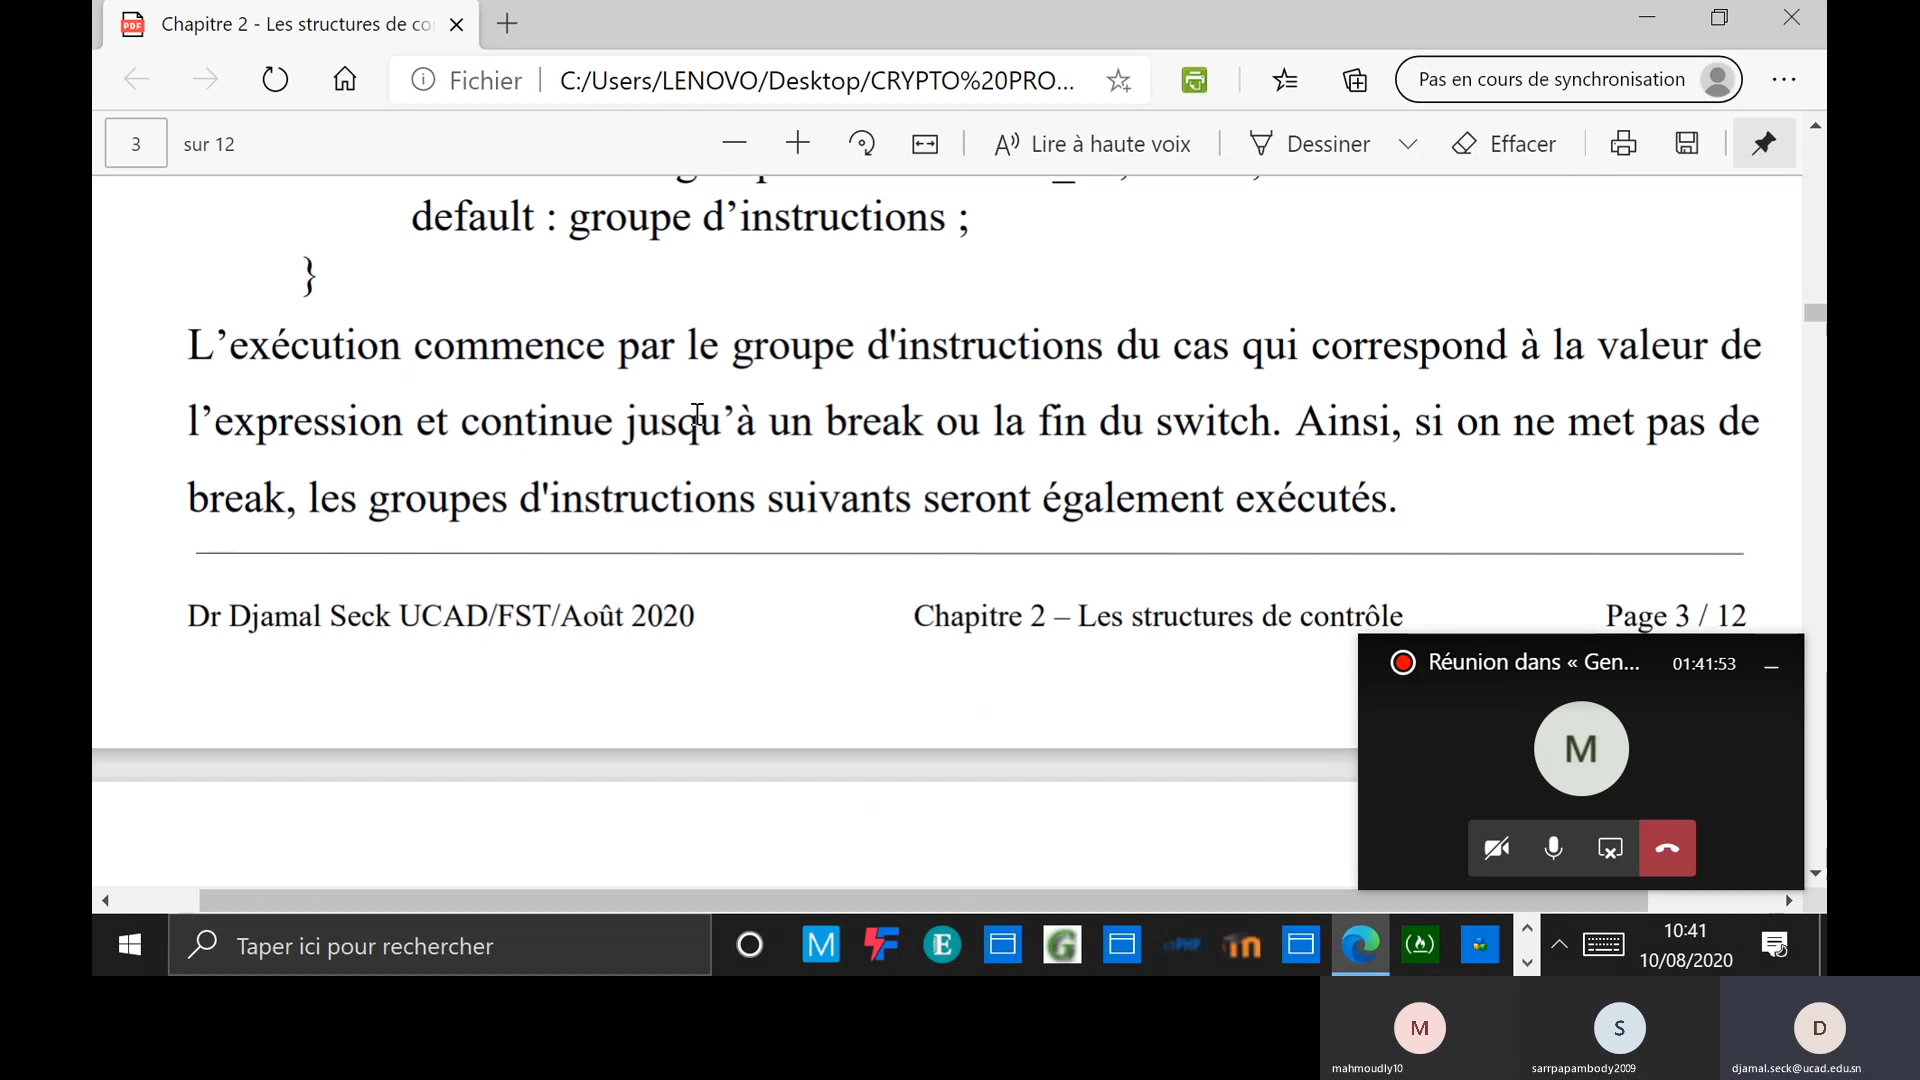 Chapitre 2 - Les structures de co
Fichier
C:/Users/LENOVO/Desktop/CRYPTO%20PRO...
Pas en cours de synchronisation
3
sur 12
Lire à haute voix
Dessiner
Effacer
default : groupe d’instructions ;
}
L’exécution commence par le groupe d'instructions du cas qui correspond à la valeur de
l’expression et continue jusqu’à un break ou la fin du switch. Ainsi, si on ne met pas de
break, les groupes d'instructions suivants seront également exécutés.
Dr Djamal Seck UCAD/FST/Août 2020
Chapitre 2 – Les structures de contrôle
Page 3 / 12
Réunion dans « Gen...
01:41:53
M
Taper ici pour rechercher
10:41
10/08/2020
M
S
D
mahmoudly10
sarrpapambody2009
djamal.seck@ucad.edu.sn